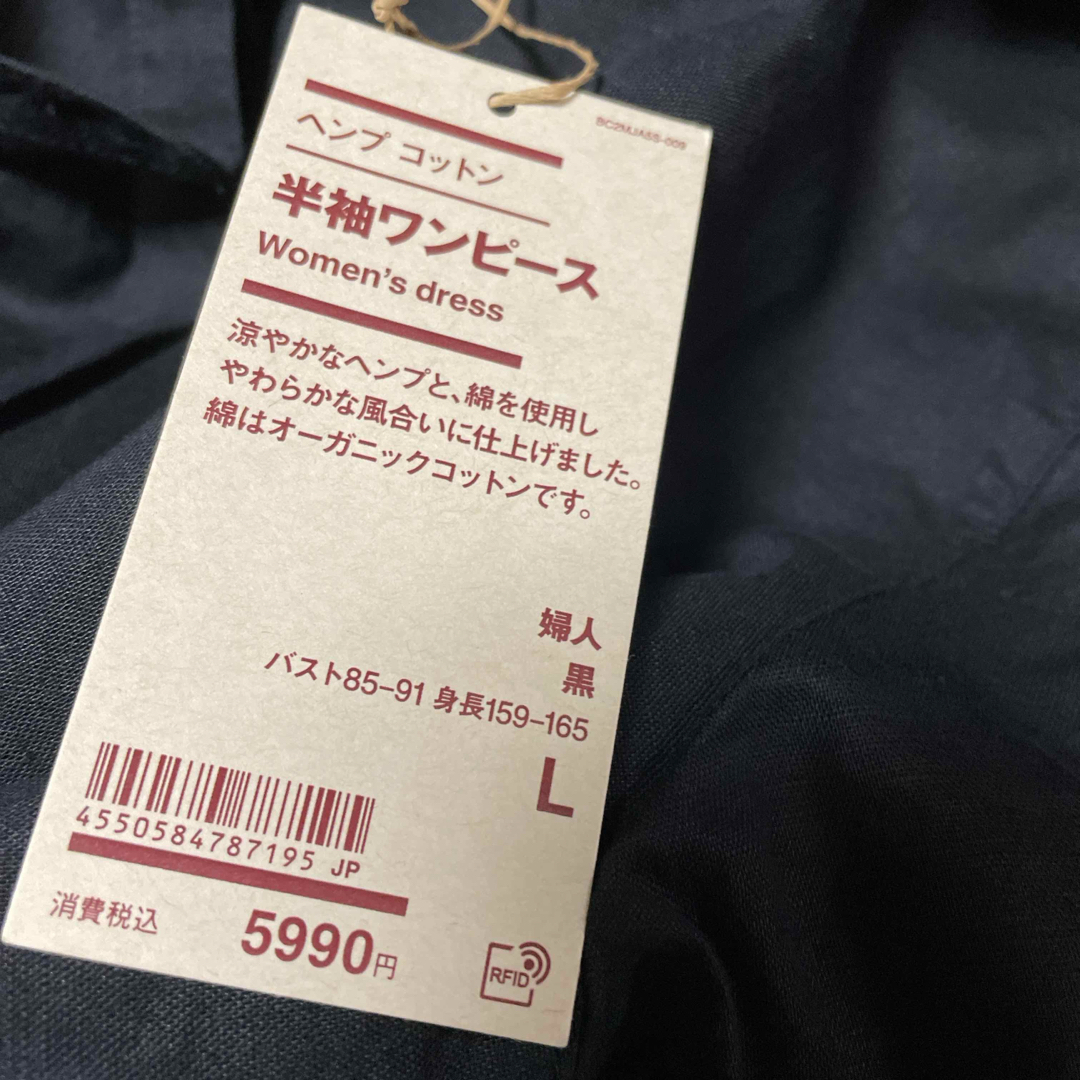 BC2MJA5S-009
ヘンプ コットン
半袖ワンピース
Women's dress
涼やかなヘンプと、綿を使用し
やわらかな風合いに仕上げました。
綿はオーガニックコットンです。
婦人
黒
バスト85-91 身長159-165
L
4550584787195 JP
消費税込
5990円
RFID